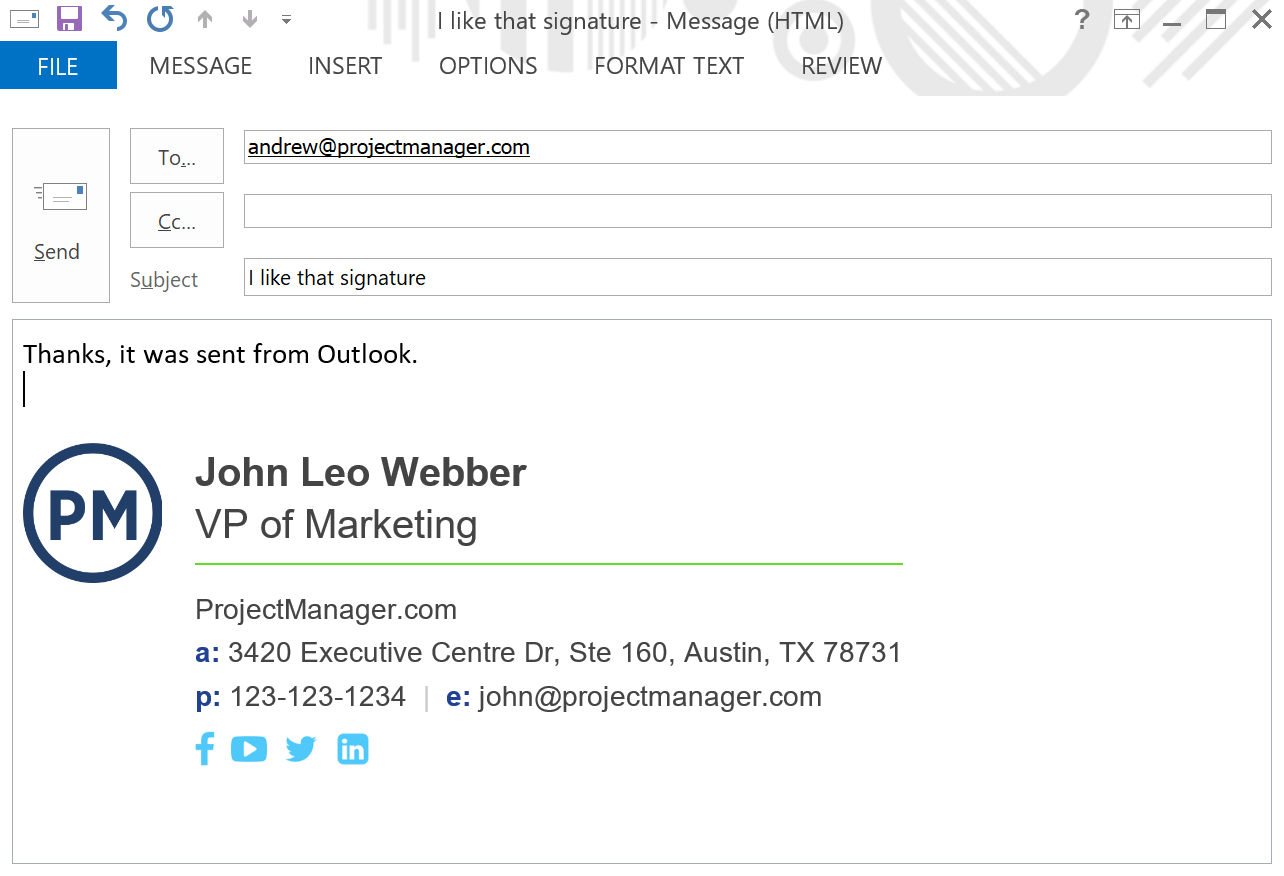 I like that signature - Message (HTML)
?
FILE MESSAGE INSERT OPTIONS FORMAT TEXT REVIEW
To...
andrew@projectmanager.com
Cc...
Send
Subject
I like that signature
Thanks, it was sent from Outlook.
PM
John Leo Webber
VP of Marketing
ProjectManager.com
a: 3420 Executive Centre Dr, Ste 160, Austin, TX 78731
p: 123-123-1234 | e: john@projectmanager.com
f in